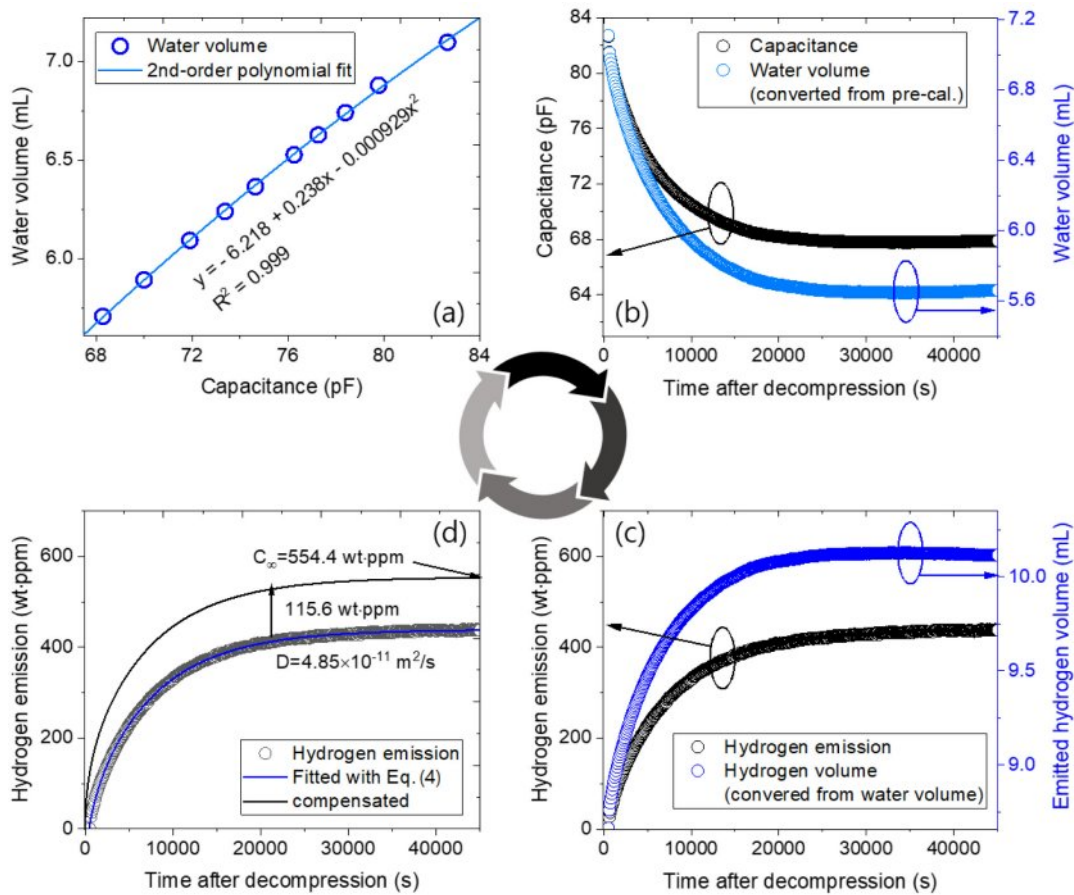 Water volume
2nd-order polynomial fit
y = - 6.218 + 0.238x - 0.000929x²
R² = 0.999
(a)
7.0
6.5
6.0
Water volume (mL)
68 72 76 80 84
Capacitance (pF)
Capacitance
Water volume
(converted from pre-cal.)
(b)
84
80
76
72
68
64
Capacitance (pF)
7.2
6.8
6.4
6.0
5.6
Water volume (mL)
0 10000 20000 30000 40000
Time after decompression (s)
(d)
C∞=554.4 wt·ppm
115.6 wt·ppm
D=4.85×10⁻¹¹ m²/s
Hydrogen emission
Fitted with Eq. (4)
compensated
600
400
200
0
Hydrogen emission (wt·ppm)
0 10000 20000 30000 40000
Time after decompression (s)
(c)
Hydrogen emission
Hydrogen volume
(convered from water volume)
600
400
200
0
Hydrogen emission (wt·ppm)
10.0
9.5
9.0
Emitted hydrogen volume (mL)
0 10000 20000 30000 40000
Time after decompression (s)